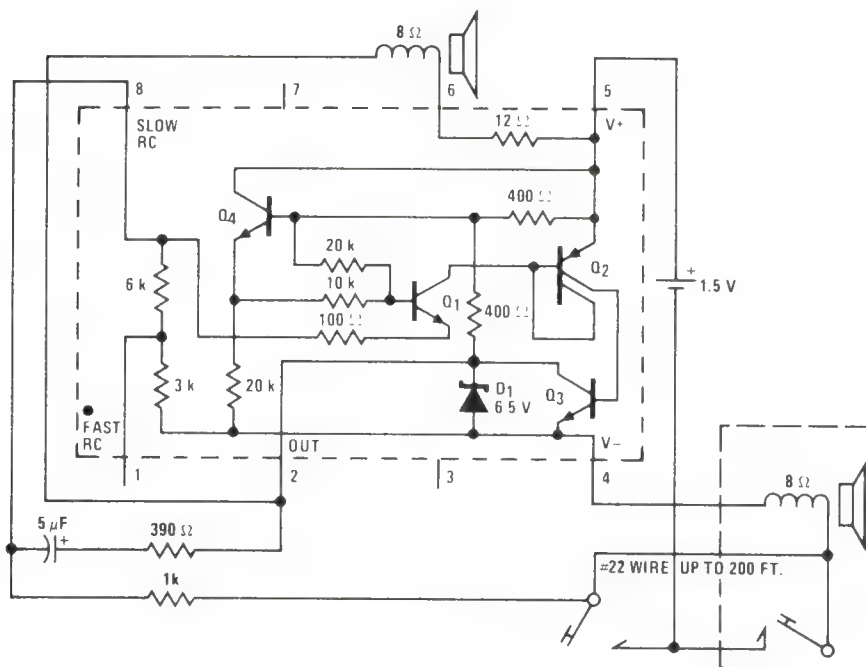 8 Ω
8
7
6
5
SLOW
RC
12 Ω
V+
400 Ω
Q4
20 k
Q2
6 k
10 k
Q1
+
1.5 V
100 Ω
400 Ω
3 k
20 k
D1
6 5 V
Q3
FAST
RC
OUT
V−
1
2
3
4
8 Ω
5 µF
+
390 Ω
#22 WIRE UP TO 200 FT.
1k